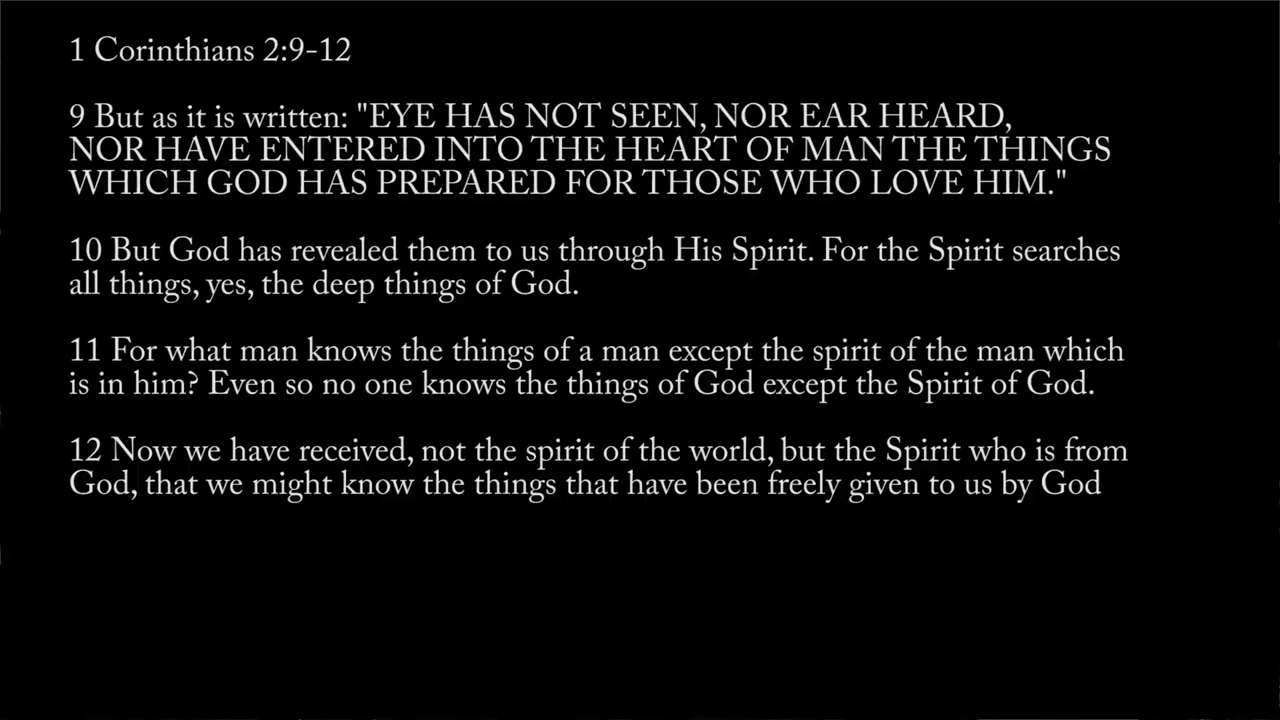 1 Corinthians 2:9-12
9 But as it is written: "EYE HAS NOT SEEN, NOR EAR HEARD,
NOR HAVE ENTERED INTO THE HEART OF MAN THE THINGS
WHICH GOD HAS PREPARED FOR THOSE WHO LOVE HIM."
10 But God has revealed them to us through His Spirit. For the Spirit searches
all things, yes, the deep things of God.
11 For what man knows the things of a man except the spirit of the man which
is in him? Even so no one knows the things of God except the Spirit of God.
12 Now we have received, not the spirit of the world, but the Spirit who is from
God, that we might know the things that have been freely given to us by God